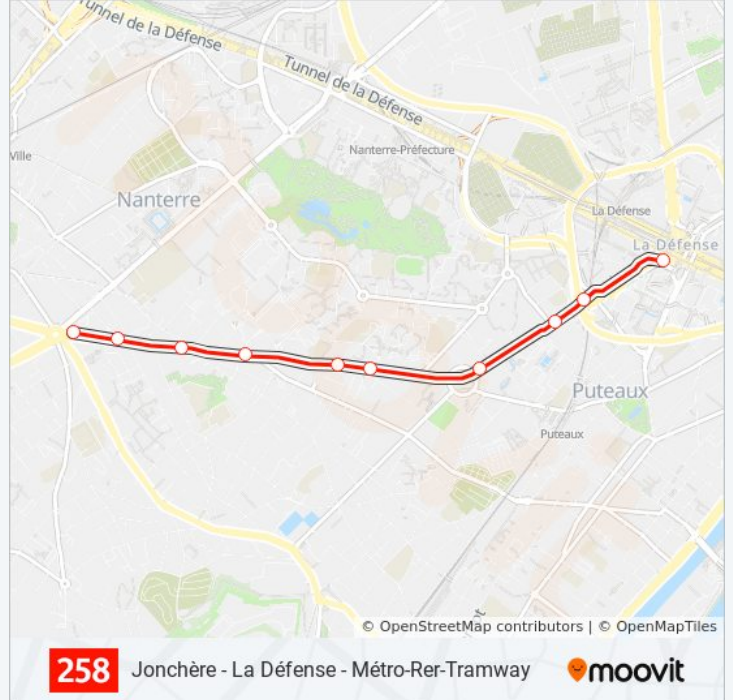 Tunnel de la Défense
Tunnel de la Défense
Nanterre-Préfecture
Ville
Nanterre
La Défense
La Défense
Puteaux
Puteaux
© OpenStreetMap contributors | © OpenMapTiles
258 Jonchère - La Défense - Métro-Rer-Tramway moovit